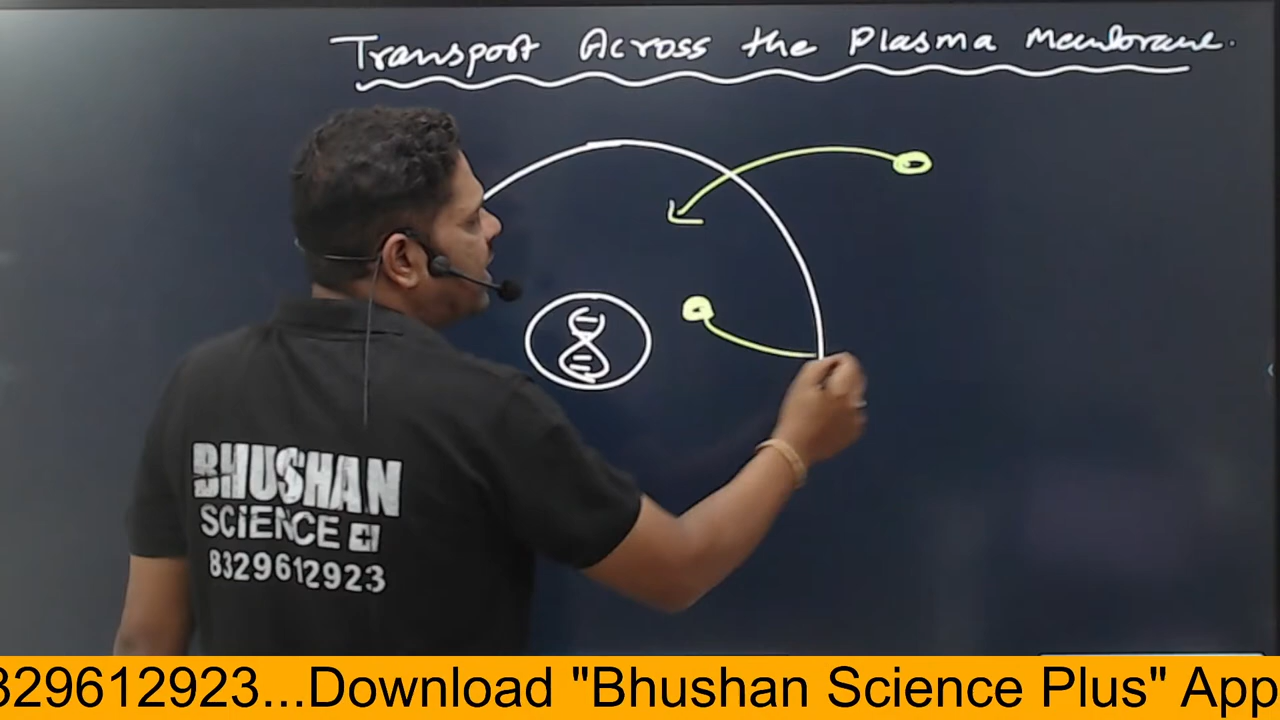 Transport Across the Plasma Membrane.
BHUSHAN
SCIENCE
8329612923
329612923...Download "Bhushan Science Plus" App